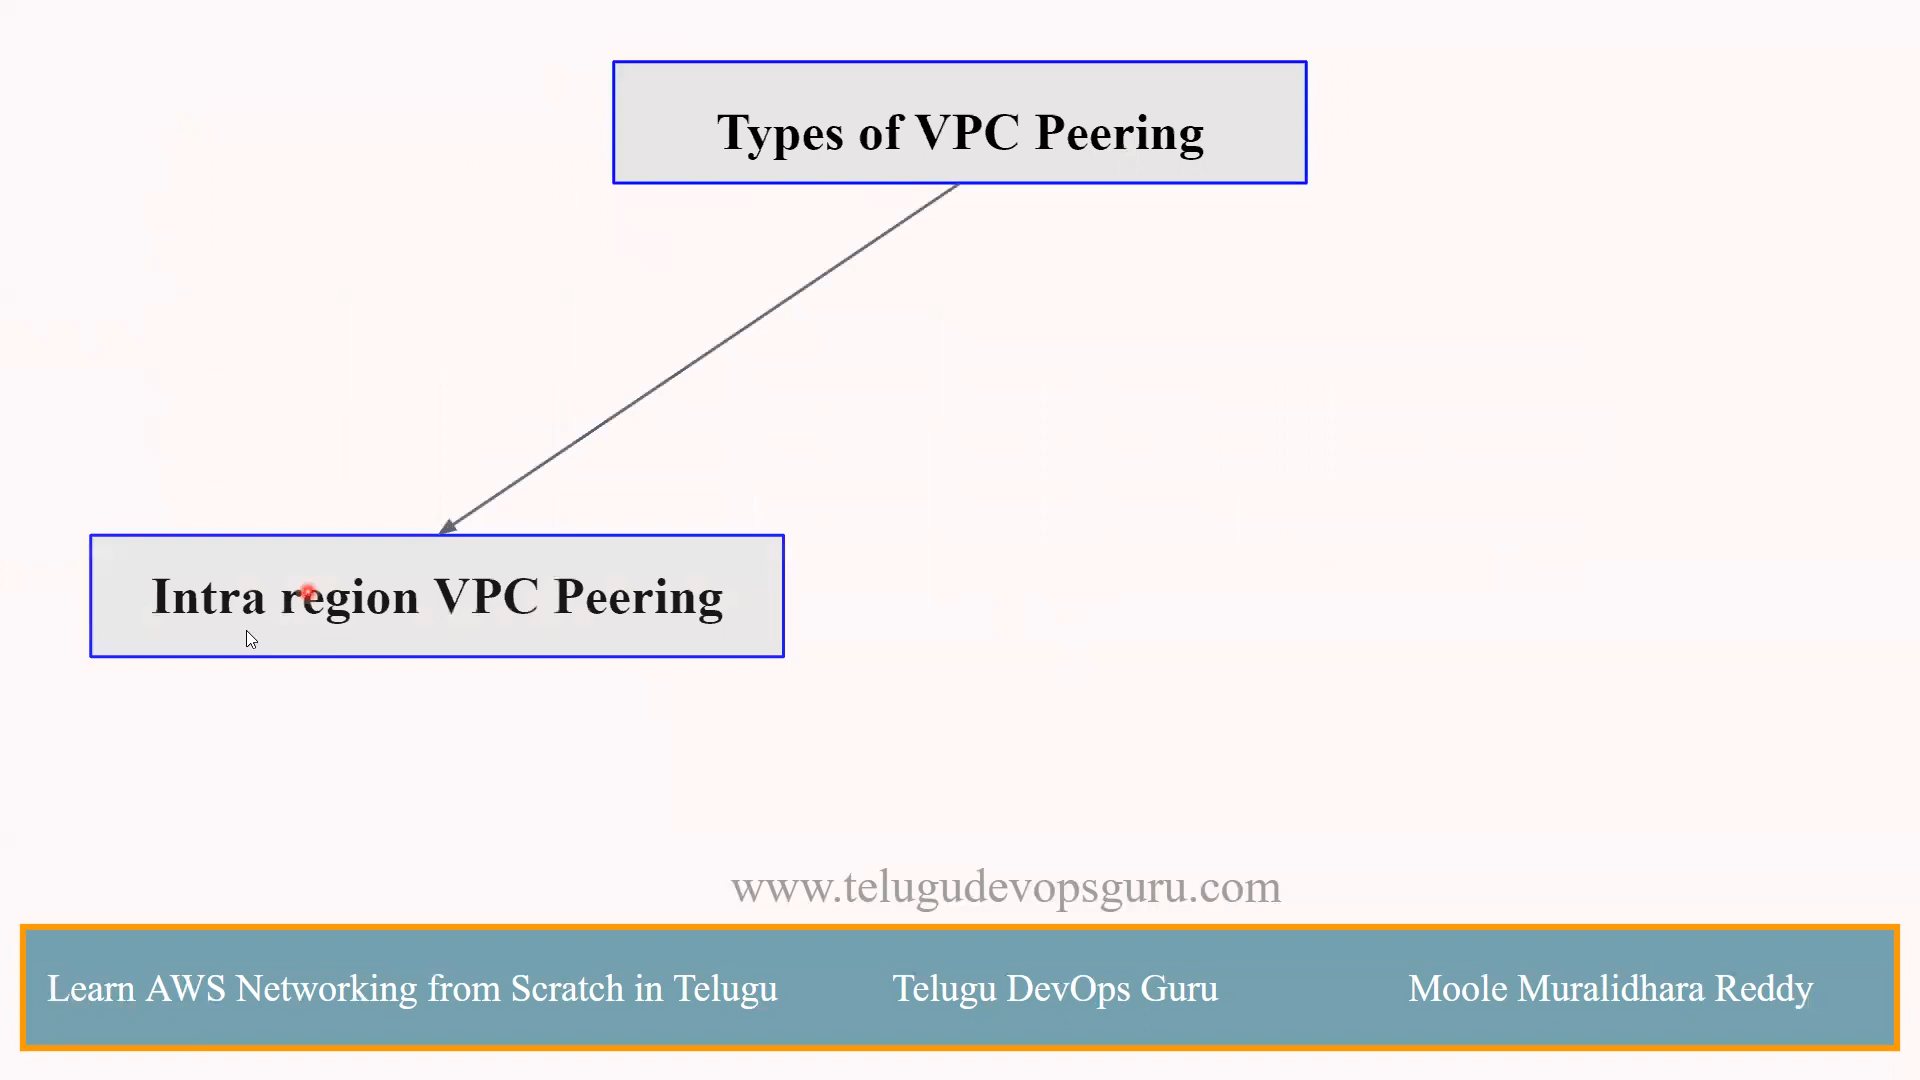 Types of VPC Peering
Intra region VPC Peering
www.telugudevopsguru.com
Learn AWS Networking from Scratch in Telugu
Telugu DevOps Guru
Moole Muralidhara Reddy